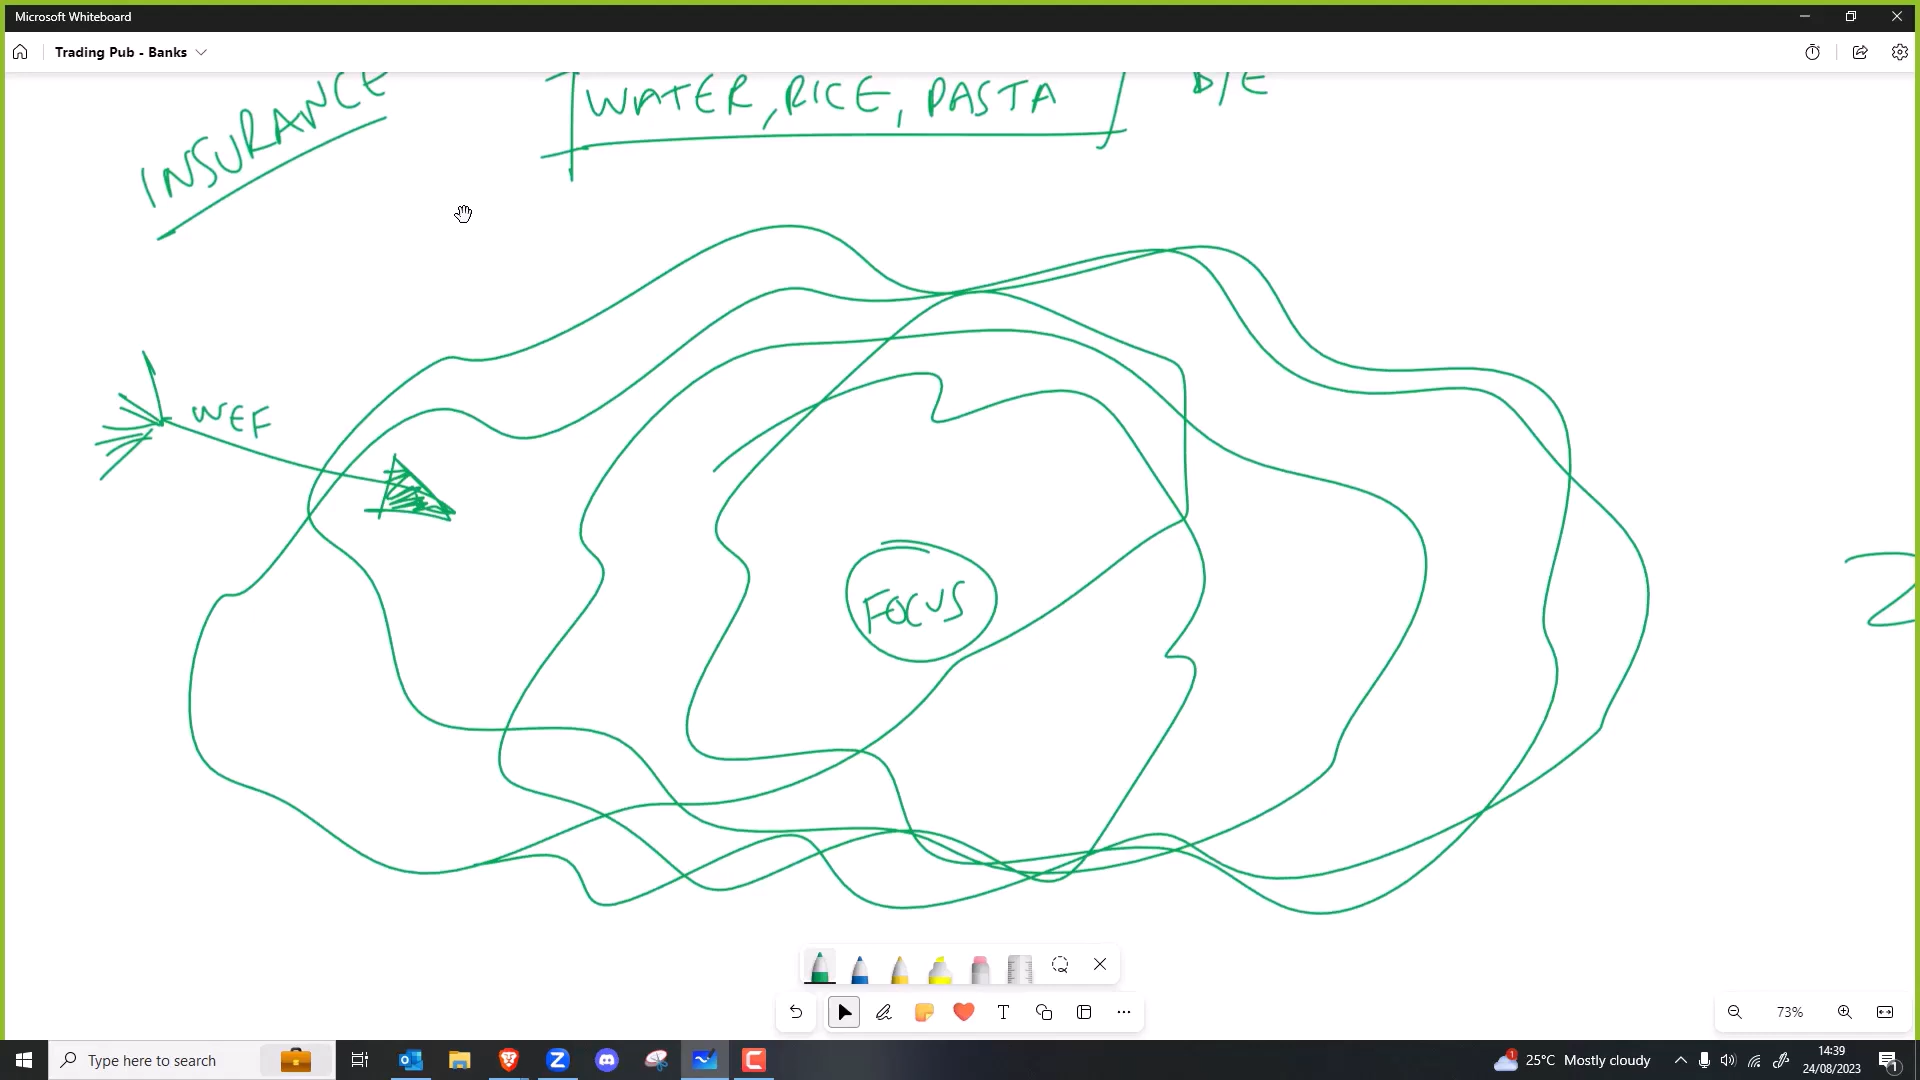 Microsoft Whiteboard
Trading Pub - Banks
INSURANCE
WATER, RICE, PASTA
D/E
WEF
FOCUS
T
73%
Type here to search
25°C Mostly cloudy
14:39
24/08/2023